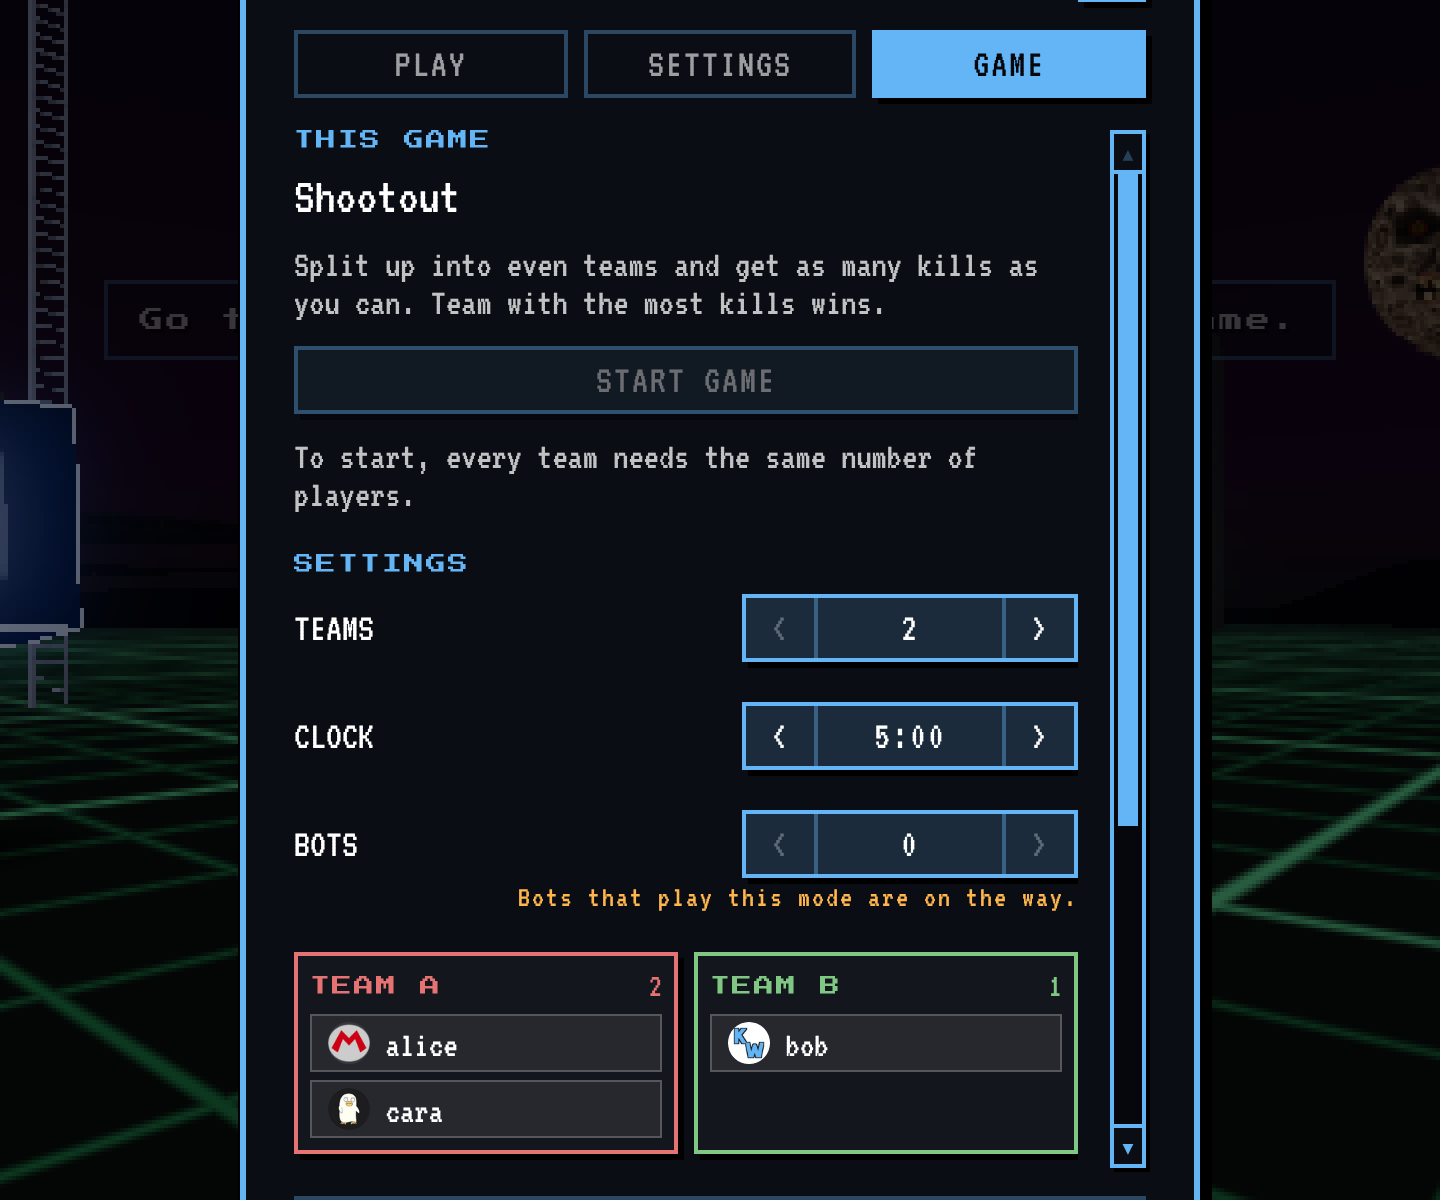 PLAY
SETTINGS
GAME
THIS GAME
Shootout
Split up into even teams and get as many kills as
you can. Team with the most kills wins.
Go
START GAME
To start, every team needs the same number of
players.
SETTINGS
TEAMS
2
CLOCK
5:00
BOTS
0
Bots that play this mode are on the way.
TEAM A
2
alice
cara
TEAM B
1
KW
bob